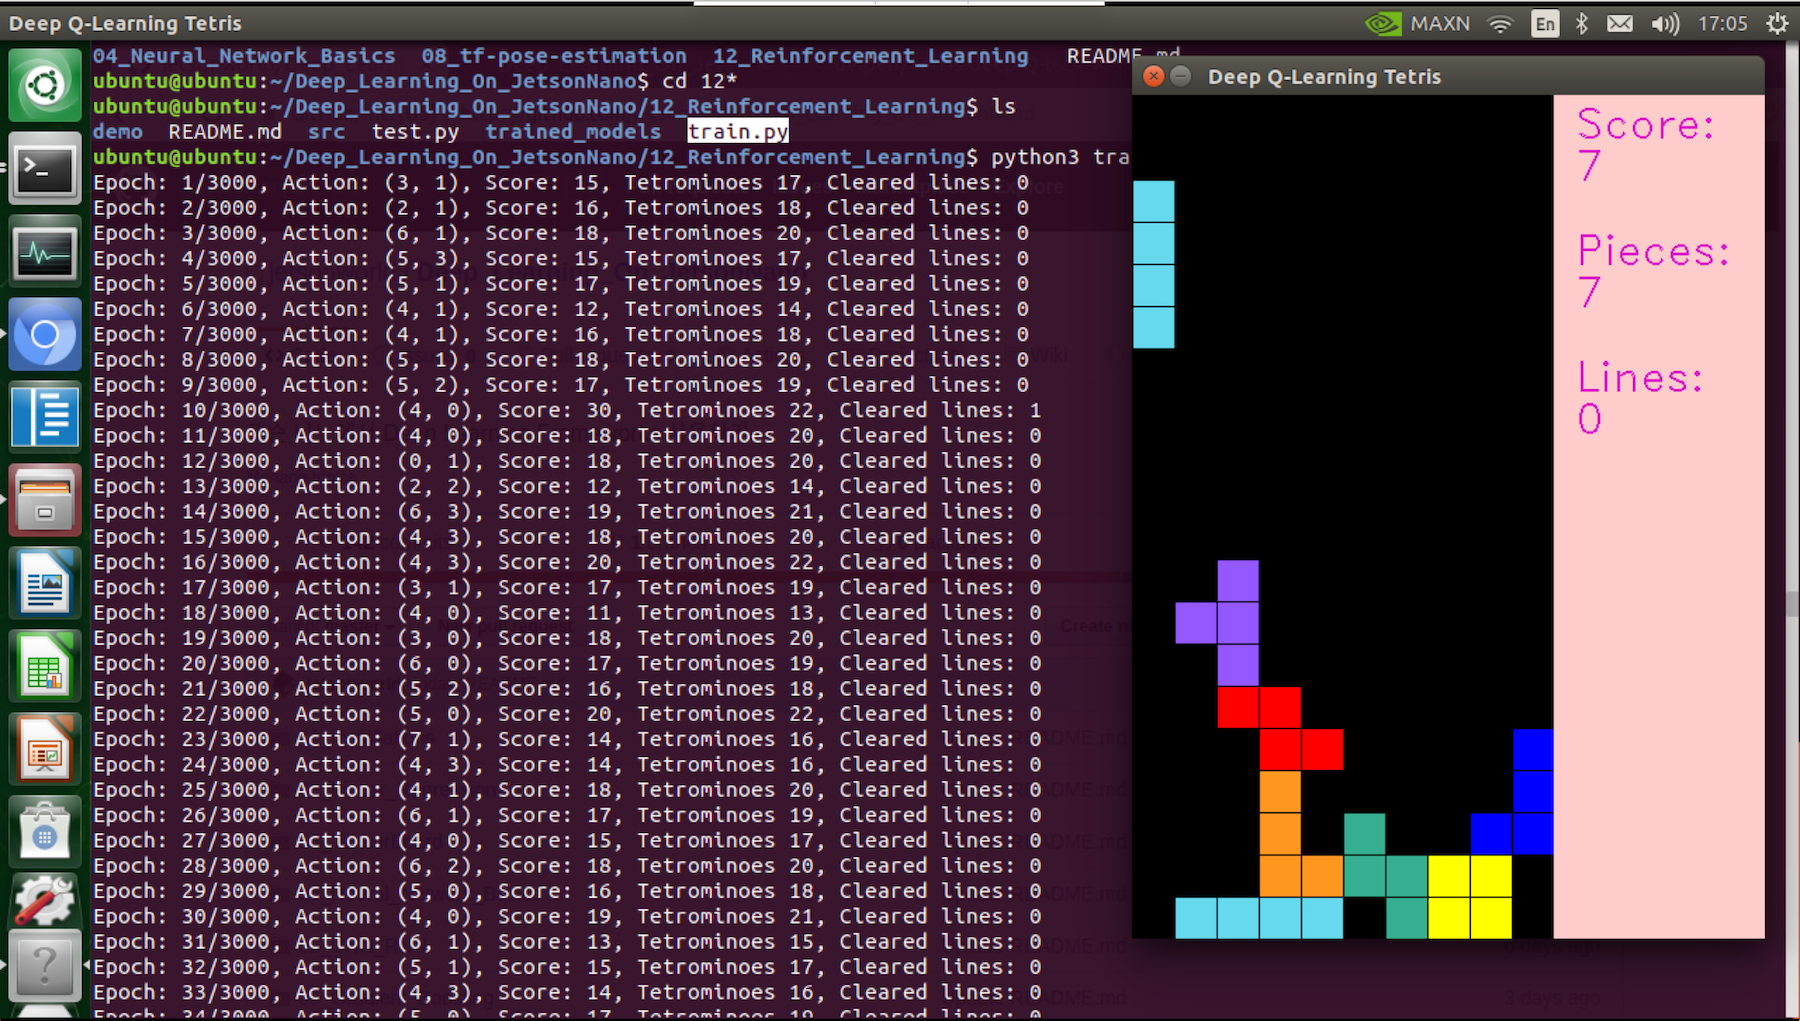 Deep Q-Learning Tetris
MAXN
En
17:05
04_Neural_Network_Basics 08_tf-pose-estimation 12_Reinforcement_Learning README.md
ubuntu@ubuntu:~/Deep_Learning_On_JetsonNano$ cd 12*
ubuntu@ubuntu:~/Deep_Learning_On_JetsonNano/12_Reinforcement_Learning$ ls
demo README.md src test.py trained_models train.py
ubuntu@ubuntu:~/Deep_Learning_On_JetsonNano/12_Reinforcement_Learning$ python3 tra
Epoch: 1/3000, Action: (3, 1), Score: 15, Tetrominoes 17, Cleared lines: 0
Epoch: 2/3000, Action: (2, 1), Score: 16, Tetrominoes 18, Cleared lines: 0
Epoch: 3/3000, Action: (6, 1), Score: 18, Tetrominoes 20, Cleared lines: 0
Epoch: 4/3000, Action: (5, 3), Score: 15, Tetrominoes 17, Cleared lines: 0
Epoch: 5/3000, Action: (5, 1), Score: 17, Tetrominoes 19, Cleared lines: 0
Epoch: 6/3000, Action: (4, 1), Score: 12, Tetrominoes 14, Cleared lines: 0
Epoch: 7/3000, Action: (4, 1), Score: 16, Tetrominoes 18, Cleared lines: 0
Epoch: 8/3000, Action: (5, 1), Score: 18, Tetrominoes 20, Cleared lines: 0
Epoch: 9/3000, Action: (5, 2), Score: 17, Tetrominoes 19, Cleared lines: 0
Epoch: 10/3000, Action: (4, 0), Score: 30, Tetrominoes 22, Cleared lines: 1
Epoch: 11/3000, Action: (4, 0), Score: 18, Tetrominoes 20, Cleared lines: 0
Epoch: 12/3000, Action: (0, 1), Score: 18, Tetrominoes 20, Cleared lines: 0
Epoch: 13/3000, Action: (2, 2), Score: 12, Tetrominoes 14, Cleared lines: 0
Epoch: 14/3000, Action: (6, 3), Score: 19, Tetrominoes 21, Cleared lines: 0
Epoch: 15/3000, Action: (4, 3), Score: 18, Tetrominoes 20, Cleared lines: 0
Epoch: 16/3000, Action: (4, 3), Score: 20, Tetrominoes 22, Cleared lines: 0
Epoch: 17/3000, Action: (3, 1), Score: 17, Tetrominoes 19, Cleared lines: 0
Epoch: 18/3000, Action: (4, 0), Score: 11, Tetrominoes 13, Cleared lines: 0
Epoch: 19/3000, Action: (3, 0), Score: 18, Tetrominoes 20, Cleared lines: 0
Epoch: 20/3000, Action: (6, 0), Score: 17, Tetrominoes 19, Cleared lines: 0
Epoch: 21/3000, Action: (5, 2), Score: 16, Tetrominoes 18, Cleared lines: 0
Epoch: 22/3000, Action: (5, 0), Score: 20, Tetrominoes 22, Cleared lines: 0
Epoch: 23/3000, Action: (7, 1), Score: 14, Tetrominoes 16, Cleared lines: 0
Epoch: 24/3000, Action: (4, 3), Score: 14, Tetrominoes 16, Cleared lines: 0
Epoch: 25/3000, Action: (4, 1), Score: 18, Tetrominoes 20, Cleared lines: 0
Epoch: 26/3000, Action: (6, 1), Score: 17, Tetrominoes 19, Cleared lines: 0
Epoch: 27/3000, Action: (4, 0), Score: 15, Tetrominoes 17, Cleared lines: 0
Epoch: 28/3000, Action: (6, 2), Score: 18, Tetrominoes 20, Cleared lines: 0
Epoch: 29/3000, Action: (5, 0), Score: 16, Tetrominoes 18, Cleared lines: 0
Epoch: 30/3000, Action: (4, 0), Score: 19, Tetrominoes 21, Cleared lines: 0
Epoch: 31/3000, Action: (6, 1), Score: 13, Tetrominoes 15, Cleared lines: 0
Epoch: 32/3000, Action: (5, 1), Score: 15, Tetrominoes 17, Cleared lines: 0
Epoch: 33/3000, Action: (4, 3), Score: 14, Tetrominoes 16, Cleared lines: 0
Deep Q-Learning Tetris
Score:
7
Pieces:
7
Lines:
0